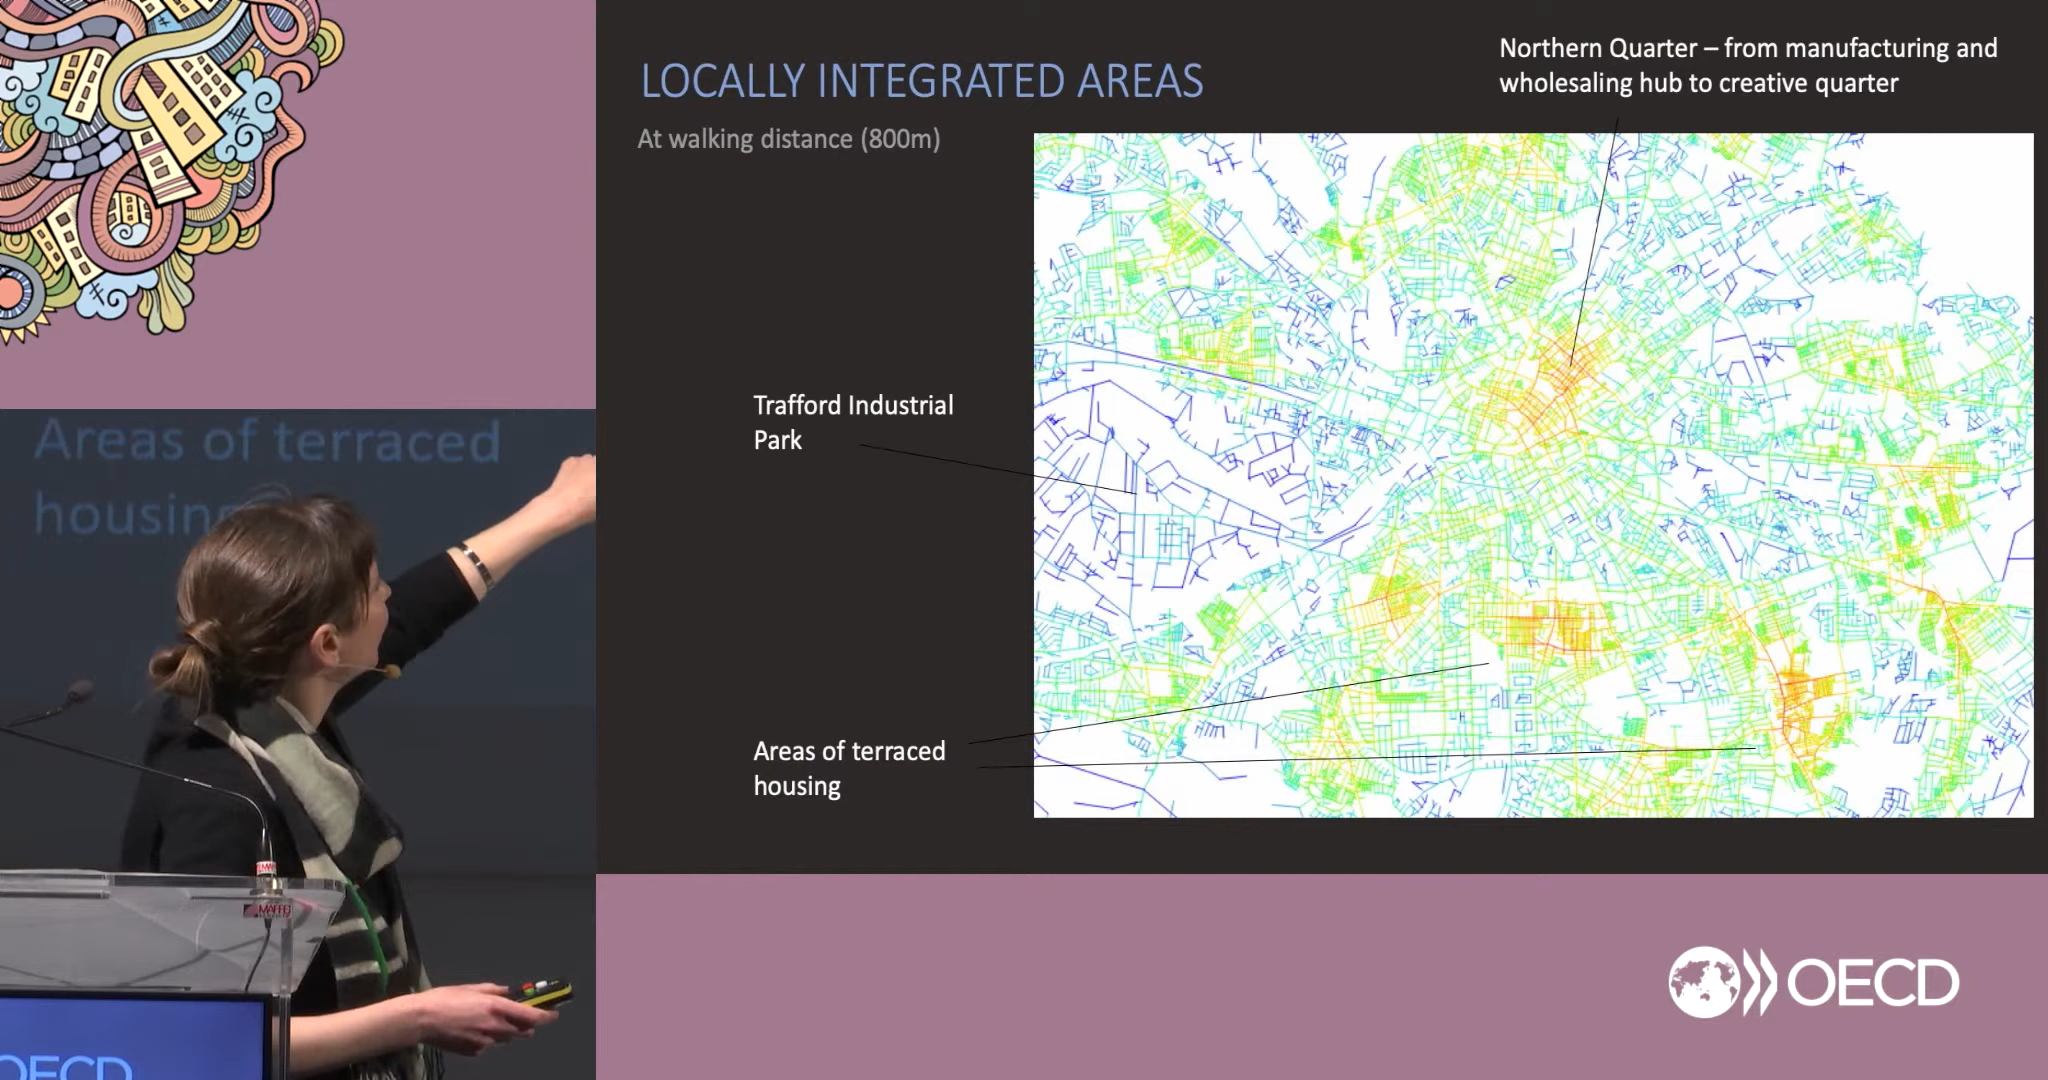 LOCALLY INTEGRATED AREAS
At walking distance (800m)
Northern Quarter – from manufacturing and
wholesaling hub to creative quarter
Trafford Industrial
Park
Areas of terraced
housing
Areas of terraced
housing
MAFFEI
OECD
OECD